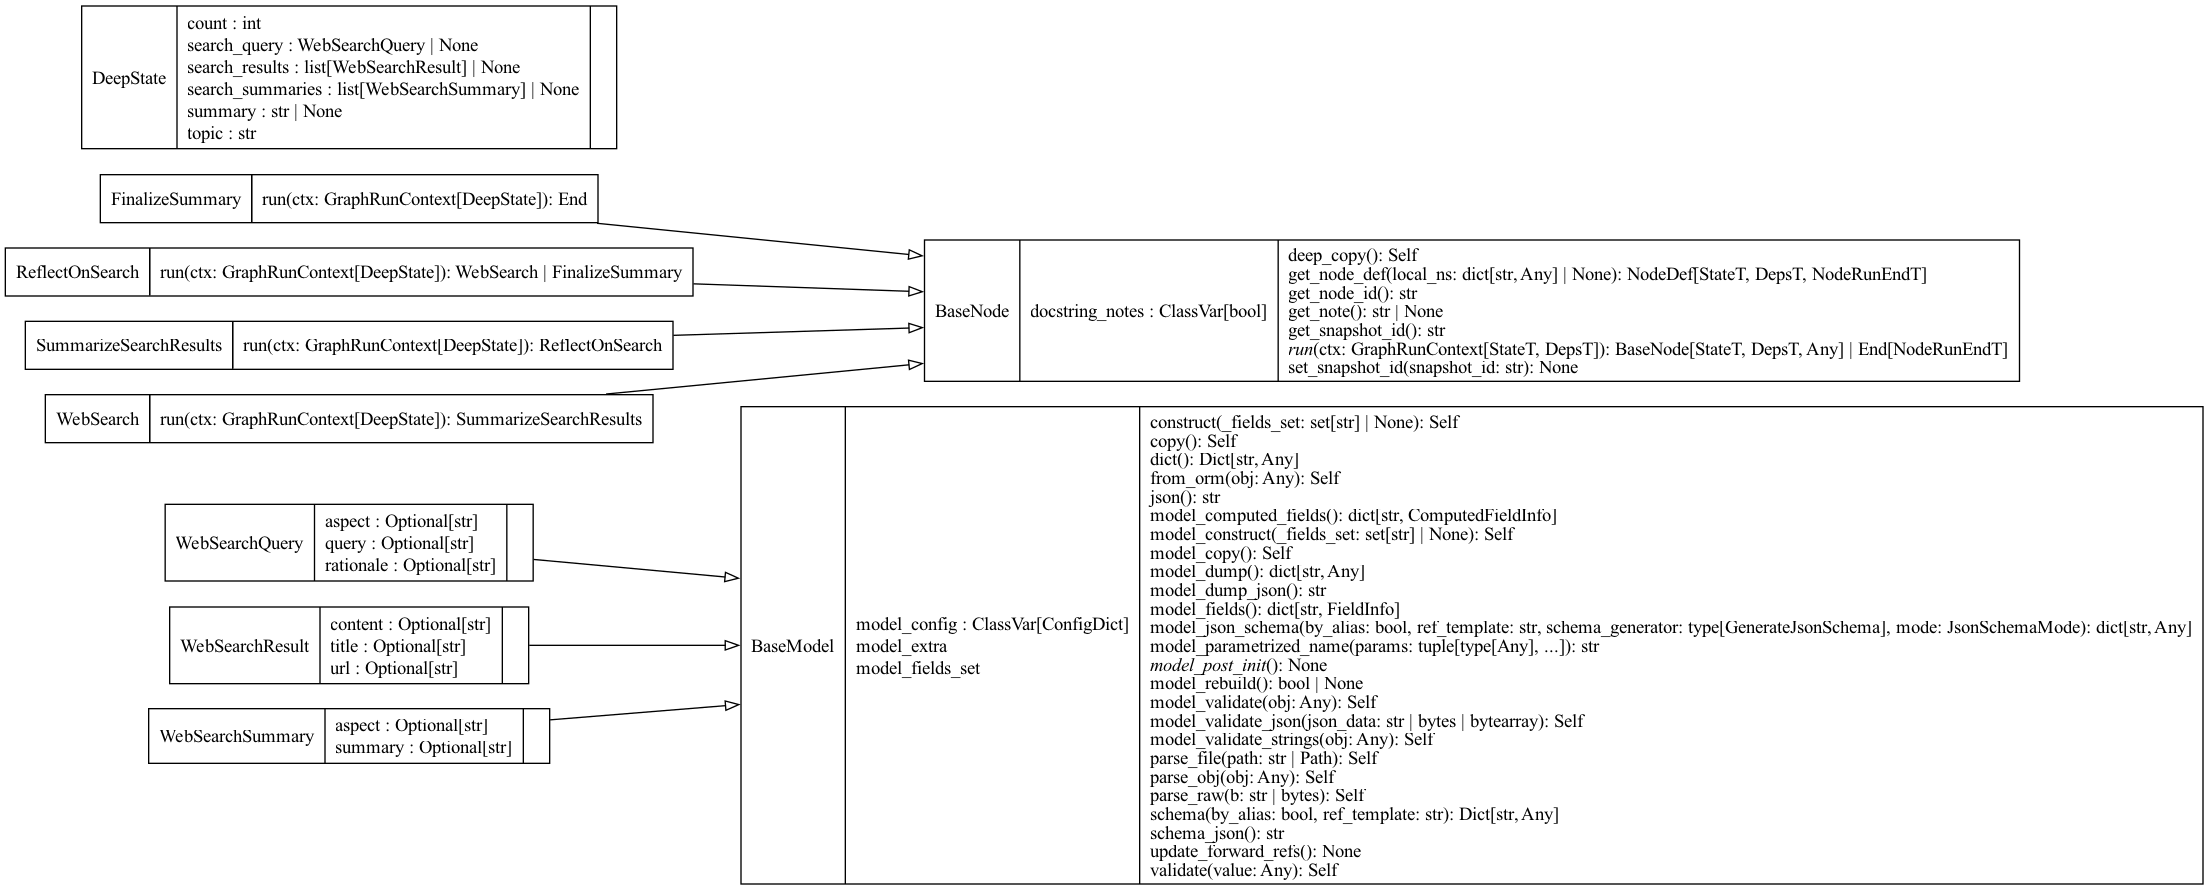 DeepState
count : int
search_query : WebSearchQuery | None
search_results : list[WebSearchResult] | None
search_summaries : list[WebSearchSummary] | None
summary : str | None
topic : str
FinalizeSummary
run(ctx: GraphRunContext[DeepState]): End
ReflectOnSearch
run(ctx: GraphRunContext[DeepState]): WebSearch | FinalizeSummary
SummarizeSearchResults
run(ctx: GraphRunContext[DeepState]): ReflectOnSearch
WebSearch
run(ctx: GraphRunContext[DeepState]): SummarizeSearchResults
BaseNode
docstring_notes : ClassVar[bool]
deep_copy(): Self
get_node_def(local_ns: dict[str, Any] | None): NodeDef[StateT, DepsT, NodeRunEndT]
get_node_id(): str
get_note(): str | None
get_snapshot_id(): str
run(ctx: GraphRunContext[StateT, DepsT]): BaseNode[StateT, DepsT, Any] | End[NodeRunEndT]
set_snapshot_id(snapshot_id: str): None
WebSearchQuery
aspect : Optional[str]
query : Optional[str]
rationale : Optional[str]
WebSearchResult
content : Optional[str]
title : Optional[str]
url : Optional[str]
WebSearchSummary
aspect : Optional[str]
summary : Optional[str]
BaseModel
model_config : ClassVar[ConfigDict]
model_extra
model_fields_set
construct(_fields_set: set[str] | None): Self
copy(): Self
dict(): Dict[str, Any]
from_orm(obj: Any): Self
json(): str
model_computed_fields(): dict[str, ComputedFieldInfo]
model_construct(_fields_set: set[str] | None): Self
model_copy(): Self
model_dump(): dict[str, Any]
model_dump_json(): str
model_fields(): dict[str, FieldInfo]
model_json_schema(by_alias: bool, ref_template: str, schema_generator: type[GenerateJsonSchema], mode: JsonSchemaMode): dict[str, Any]
model_parametrized_name(params: tuple[type[Any], ...]): str
model_post_init(): None
model_rebuild(): bool | None
model_validate(obj: Any): Self
model_validate_json(json_data: str | bytes | bytearray): Self
model_validate_strings(obj: Any): Self
parse_file(path: str | Path): Self
parse_obj(obj: Any): Self
parse_raw(b: str | bytes): Self
schema(by_alias: bool, ref_template: str): Dict[str, Any]
schema_json(): str
update_forward_refs(): None
validate(value: Any): Self